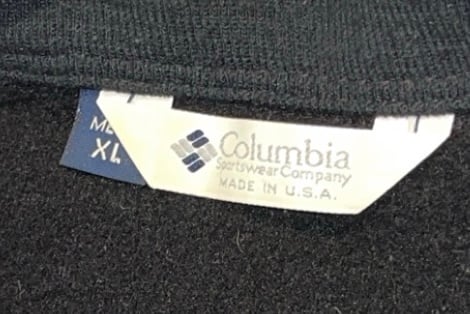 XL
Columbia
Sportswear Company
MADE IN U.S.A.